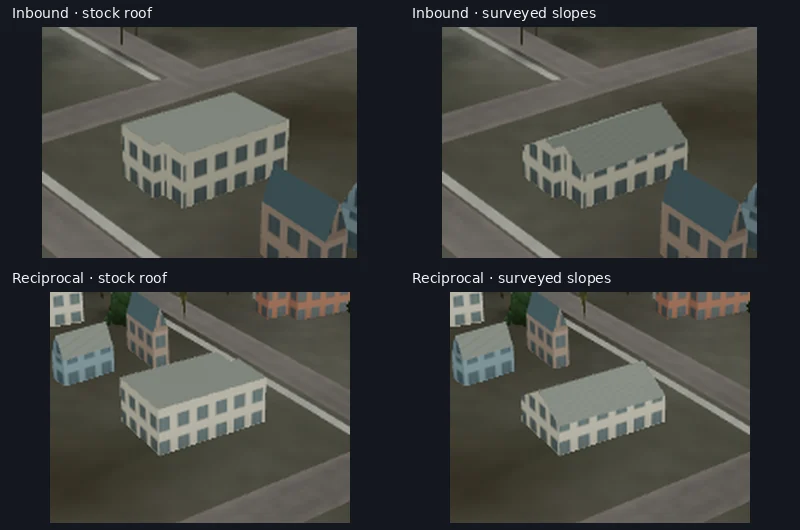 Inbound · stock roof
Inbound · surveyed slopes
Reciprocal · stock roof
Reciprocal · surveyed slopes